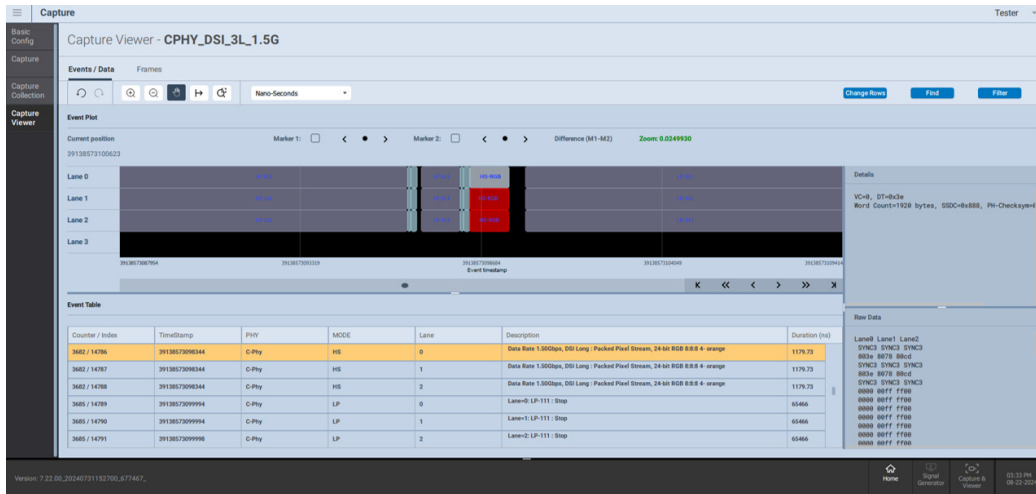 Capture
Tester
Basic
Config
Capture
Capture
Collection
Capture
Viewer
Capture Viewer - CPHY_DSI_3L_1.5G
Events / Data Frames
Nano-Seconds
Change Rows Find Filter
Event Plot
Current position Marker 1: Marker 2: Difference (M1-M2) Zoom: 0.0249930
39138573100623
Lane 0
HS-RGB
Lane 1
Lane 2
Lane 3
39138573087954 39138573093319 39138573098684 39138573104049 39138573109414
Event timestamp
Details
VC=0, DT=0x3e
Word Count=1920 bytes, SSDC=0x888, PH-Checksym=
Event Table
Counter / Index TimeStamp PHY MODE Lane Description Duration (ns)
3682 / 14786 39138573098344 C-Phy HS 0 Data Rate 1.50Gbps, DSI Long : Packed Pixel Stream, 24-bit RGB 8:8:8 4- orange 1179.73
3682 / 14787 39138573098344 C-Phy HS 1 Data Rate 1.50Gbps, DSI Long : Packed Pixel Stream, 24-bit RGB 8:8:8 4- orange 1179.73
3682 / 14788 39138573098344 C-Phy HS 2 Data Rate 1.50Gbps, DSI Long : Packed Pixel Stream, 24-bit RGB 8:8:8 4- orange 1179.73
3685 / 14789 39138573099994 C-Phy LP 0 Lane=0: LP-111 : Stop 65466
3685 / 14790 39138573099994 C-Phy LP 1 Lane=1: LP-111 : Stop 65466
3685 / 14791 39138573099998 C-Phy LP 2 Lane=2: LP-111 : Stop 65466
Raw Data
Lane0 Lane1 Lane2
SYNC3 SYNC3 SYNC3
803e 8078 80cd
SYNC3 SYNC3 SYNC3
803e 8078 80cd
SYNC3 SYNC3 SYNC3
0000 00ff ff00
0000 00ff ff00
0000 00ff ff00
0000 00ff ff00
0000 00ff ff00
0000 00ff ff00
Version: 7.22.00_20240731152700_677467_
Home
Signal
Generator
Capture &
Viewer
03:33 PM